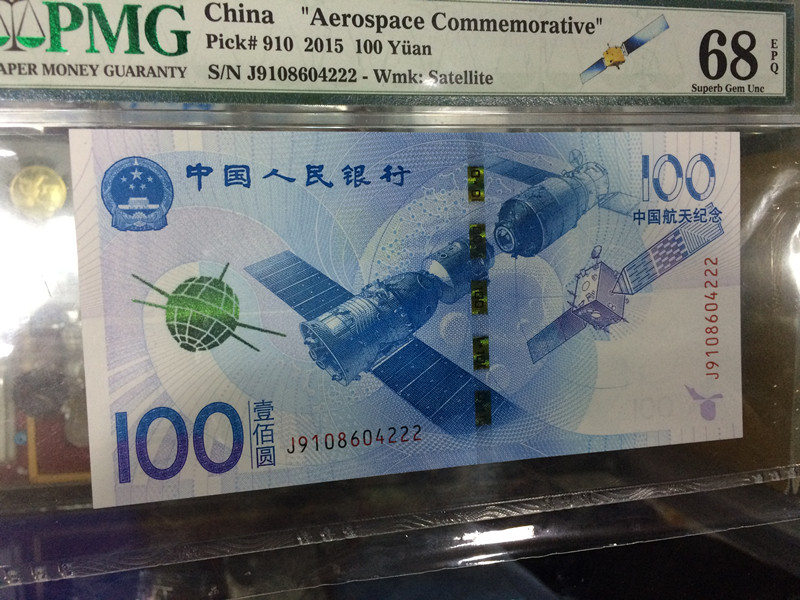 PMG
APER MONEY GUARANTY
China "Aerospace Commemorative"
Pick# 910 2015 100 Yüan
S/N J9108604222 - Wmk: Satellite
68
EPQ
Superb Gem Unc
中国人民银行
100
中国航天纪念
J9108604222
100
壹佰圆
J9108604222
100